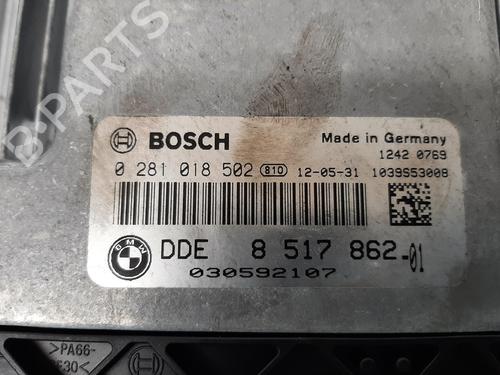 B-PARTS
BOSCH
Made in Germany
1242 0769
0 281 018 502 810 12-05-31 1039S53008
BMW
DDE 8 517 862-01
030592107
>PA66-